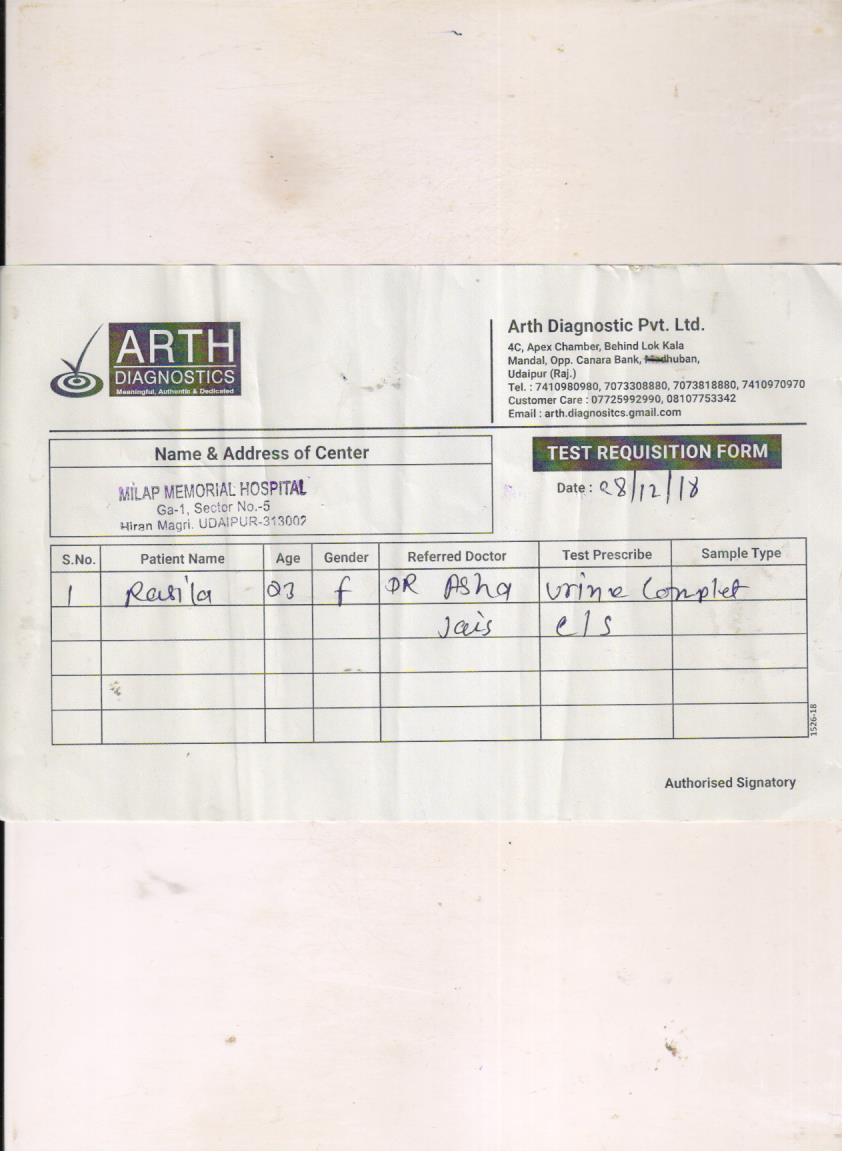 ARTH
DIAGNOSTICS
Meaningful, Authentic & Dedicated
Arth Diagnostic Pvt. Ltd.
4C, Apex Chamber, Behind Lok Kala
Mandal, Opp. Canara Bank, Madhuban,
Udaipur (Raj.)
Tel. : 7410980980, 7073308880, 7073818880, 7410970970
Customer Care : 07725992990, 08107753342
Email : arth.diagnositcs.gmail.com
Name & Address of Center
MILAP MEMORIAL HOSPITAL
Ga-1, Sector No.-5
Hiran Magri. UDAIPUR-313002
TEST REQUISITION FORM
Date : 28/12/18
S.No. Patient Name Age Gender Referred Doctor Test Prescribe Sample Type
1 Rasila 23 f DR Asha Urine Complet
Jais c/s
1526-18
Authorised Signatory